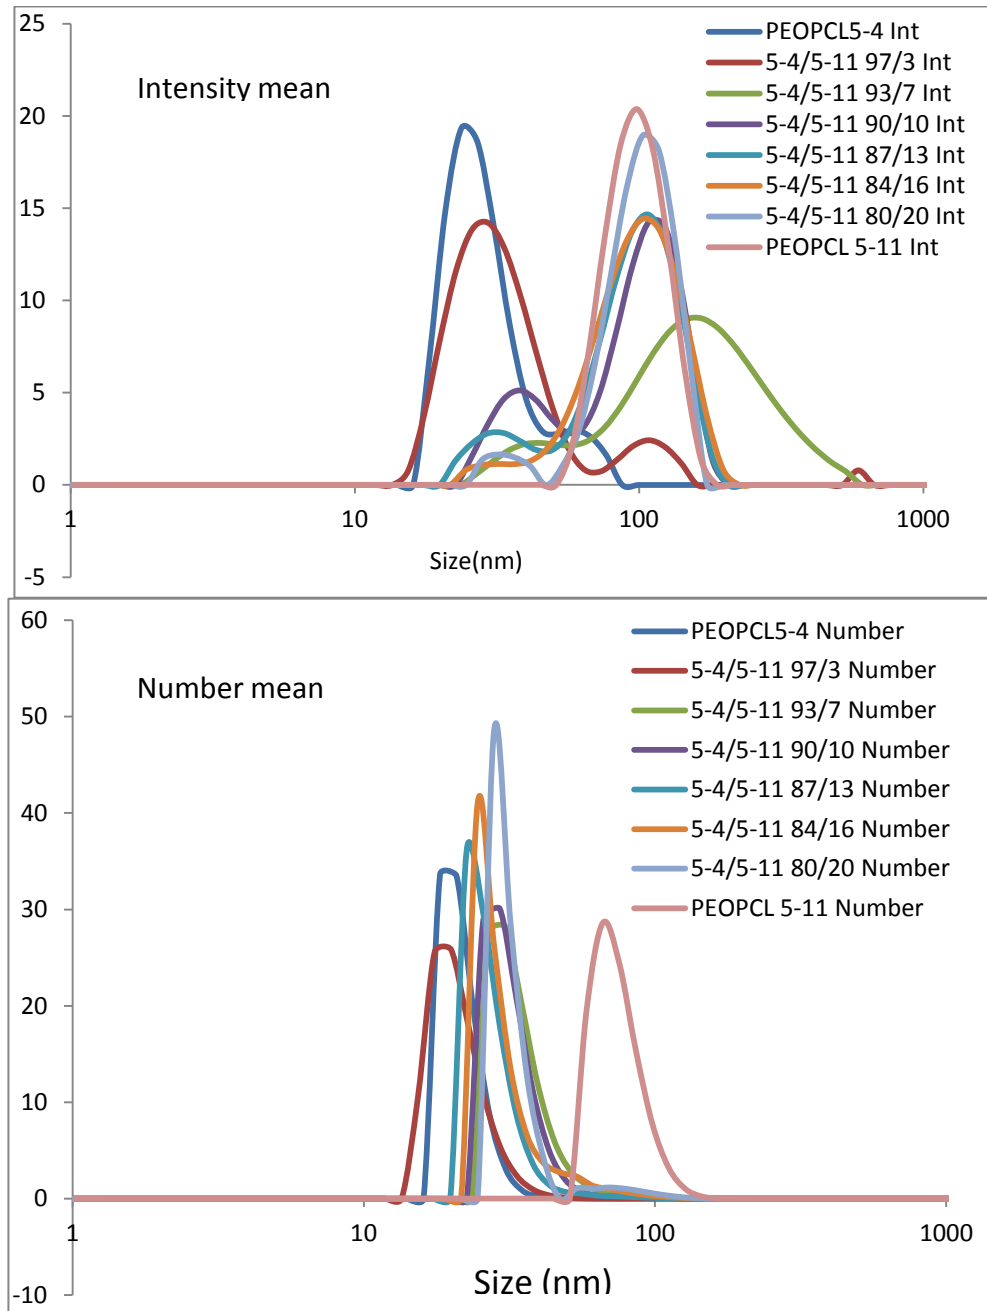 25
20
15
10
5
0
-5
Intensity mean
PEOPCL5-4 Int
5-4/5-11 97/3 Int
5-4/5-11 93/7 Int
5-4/5-11 90/10 Int
5-4/5-11 87/13 Int
5-4/5-11 84/16 Int
5-4/5-11 80/20 Int
PEOPCL 5-11 Int
1 10 100 1000
Size(nm)
60
50
40
30
20
10
0
-10
Number mean
PEOPCL5-4 Number
5-4/5-11 97/3 Number
5-4/5-11 93/7 Number
5-4/5-11 90/10 Number
5-4/5-11 87/13 Number
5-4/5-11 84/16 Number
5-4/5-11 80/20 Number
PEOPCL 5-11 Number
1 10 100 1000
Size (nm)